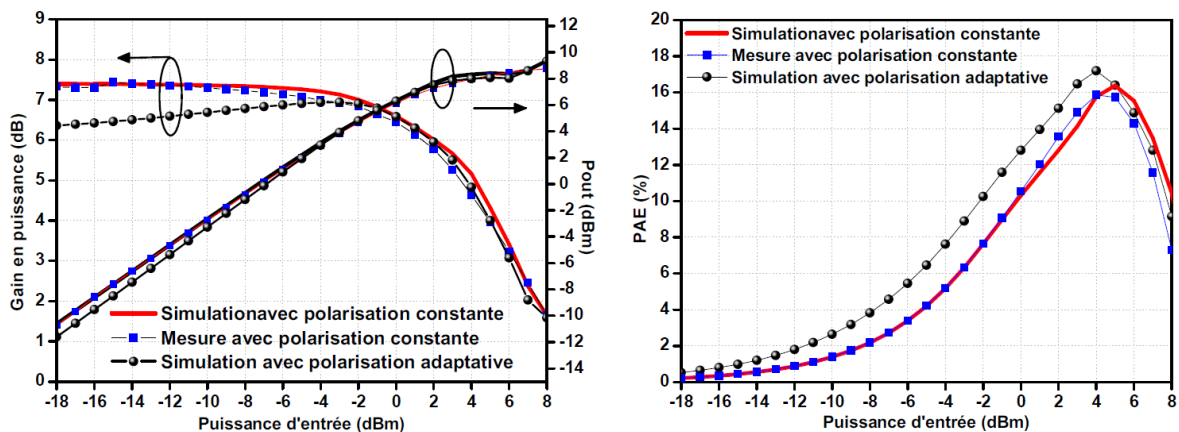 9
8
7
6
5
4
3
2
1
0
Gain en puissance (dB)
12
10
8
6
4
2
0
-2
-4
-6
-8
-10
-12
-14
Pout (dBm)
Simulationavec polarisation constante
Mesure avec polarisation constante
Simulation avec polarisation adaptative
-18 -16 -14 -12 -10 -8 -6 -4 -2 0 2 4 6 8
Puissance d'entrée (dBm)
20
18
16
14
12
10
8
6
4
2
0
PAE (%)
Simulationavec polarisation constante
Mesure avec polarisation constante
Simulation avec polarisation adaptative
-18 -16 -14 -12 -10 -8 -6 -4 -2 0 2 4 6 8
Puissance d'entrée (dBm)